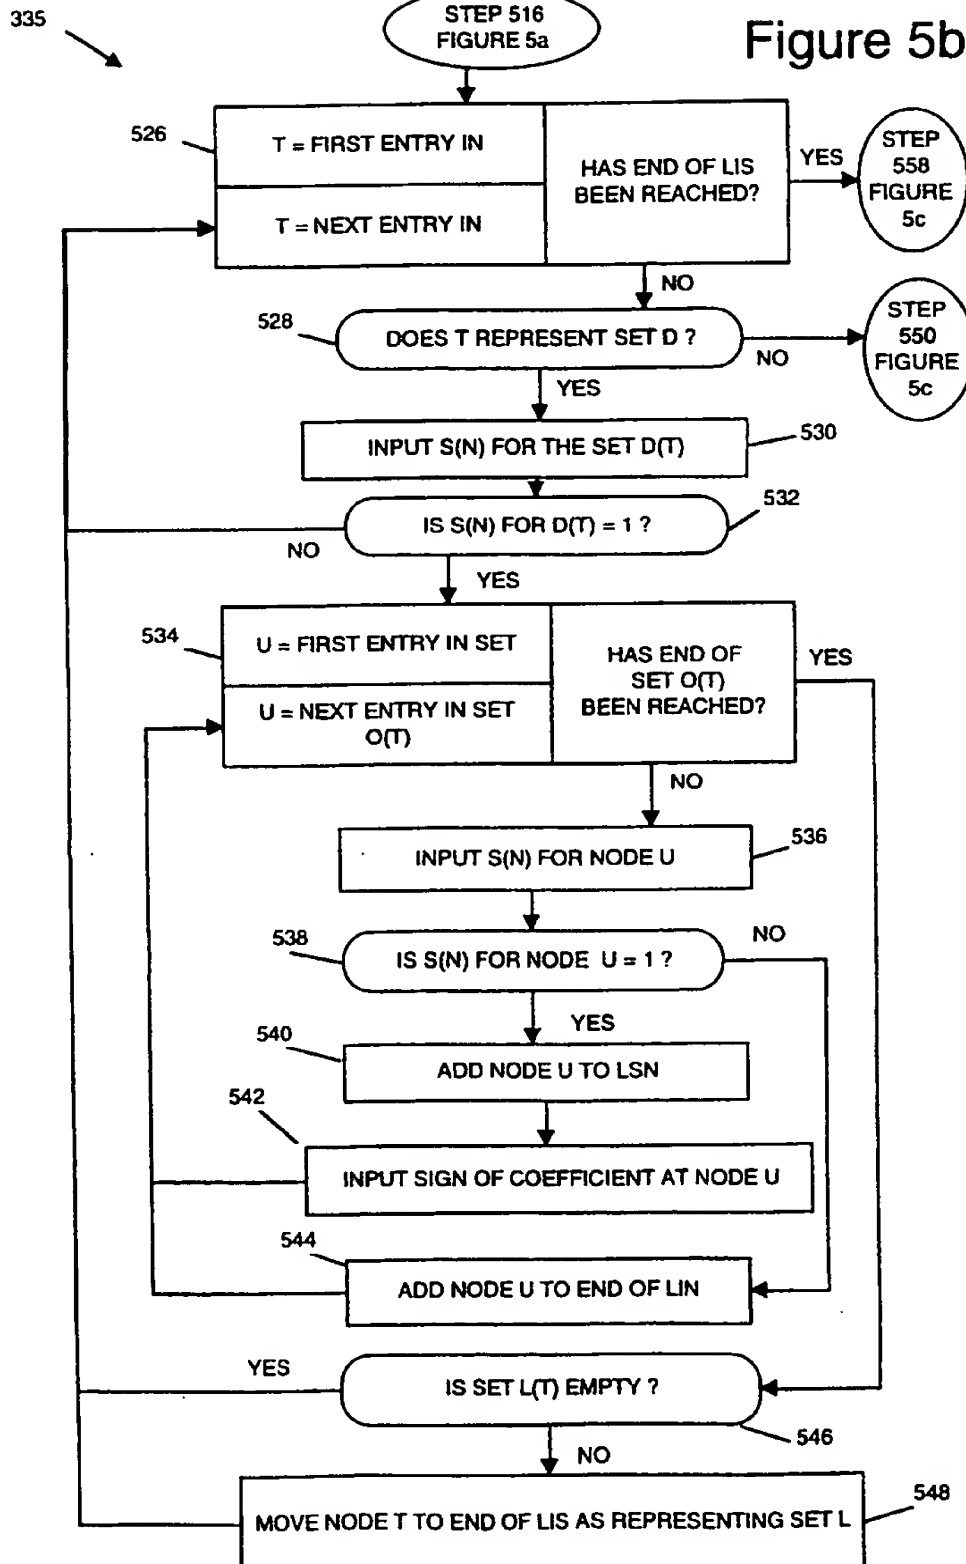 335
STEP 516
FIGURE 5a
Figure 5b
526
T = FIRST ENTRY IN
T = NEXT ENTRY IN
HAS END OF LIS
BEEN REACHED?
YES
STEP
558
FIGURE
5c
NO
528
DOES T REPRESENT SET D ?
NO
STEP
550
FIGURE
5c
YES
INPUT S(N) FOR THE SET D(T)
530
IS S(N) FOR D(T) = 1 ?
532
NO
YES
534
U = FIRST ENTRY IN SET
U = NEXT ENTRY IN SET
O(T)
HAS END OF
SET O(T)
BEEN REACHED?
YES
NO
INPUT S(N) FOR NODE U
536
538
IS S(N) FOR NODE U = 1 ?
NO
YES
540
ADD NODE U TO LSN
542
INPUT SIGN OF COEFFICIENT AT NODE U
544
ADD NODE U TO END OF LIN
YES
IS SET L(T) EMPTY ?
546
NO
MOVE NODE T TO END OF LIS AS REPRESENTING SET L
548